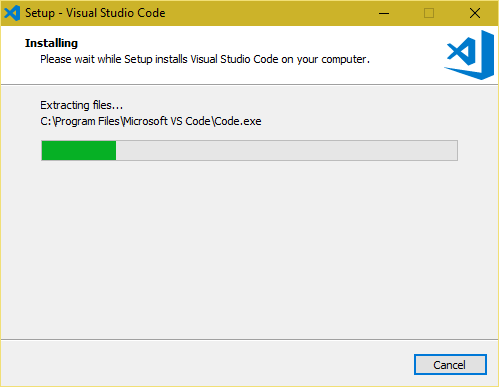 Setup - Visual Studio Code
Installing
Please wait while Setup installs Visual Studio Code on your computer.
Extracting files...
C:\Program Files\Microsoft VS Code\Code.exe
Cancel